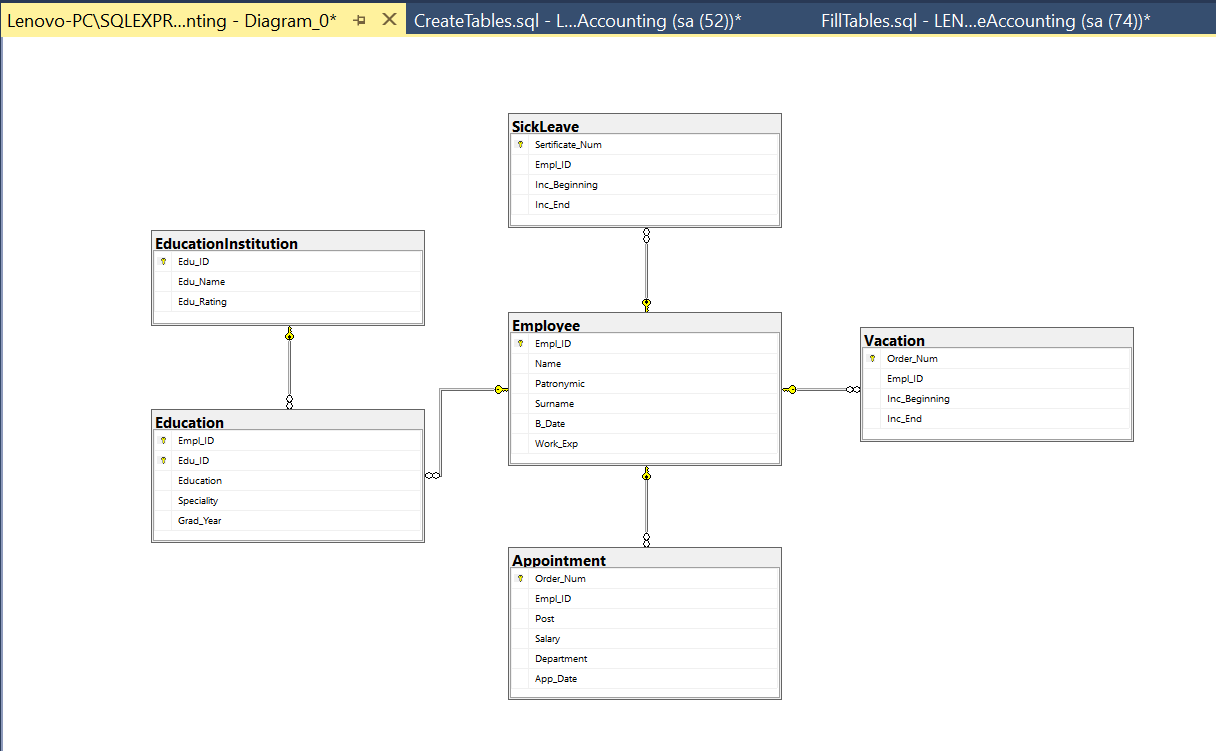 Lenovo-PC\SQLEXPR...nting - Diagram_0*
CreateTables.sql - L...Accounting (sa (52))*
FillTables.sql - LEN...eAccounting (sa (74))*
SickLeave
Sertificate_Num
Empl_ID
Inc_Beginning
Inc_End
EducationInstitution
Edu_ID
Edu_Name
Edu_Rating
Employee
Empl_ID
Name
Patronymic
Surname
B_Date
Work_Exp
Vacation
Order_Num
Empl_ID
Inc_Beginning
Inc_End
Education
Empl_ID
Edu_ID
Education
Speciality
Grad_Year
Appointment
Order_Num
Empl_ID
Post
Salary
Department
App_Date